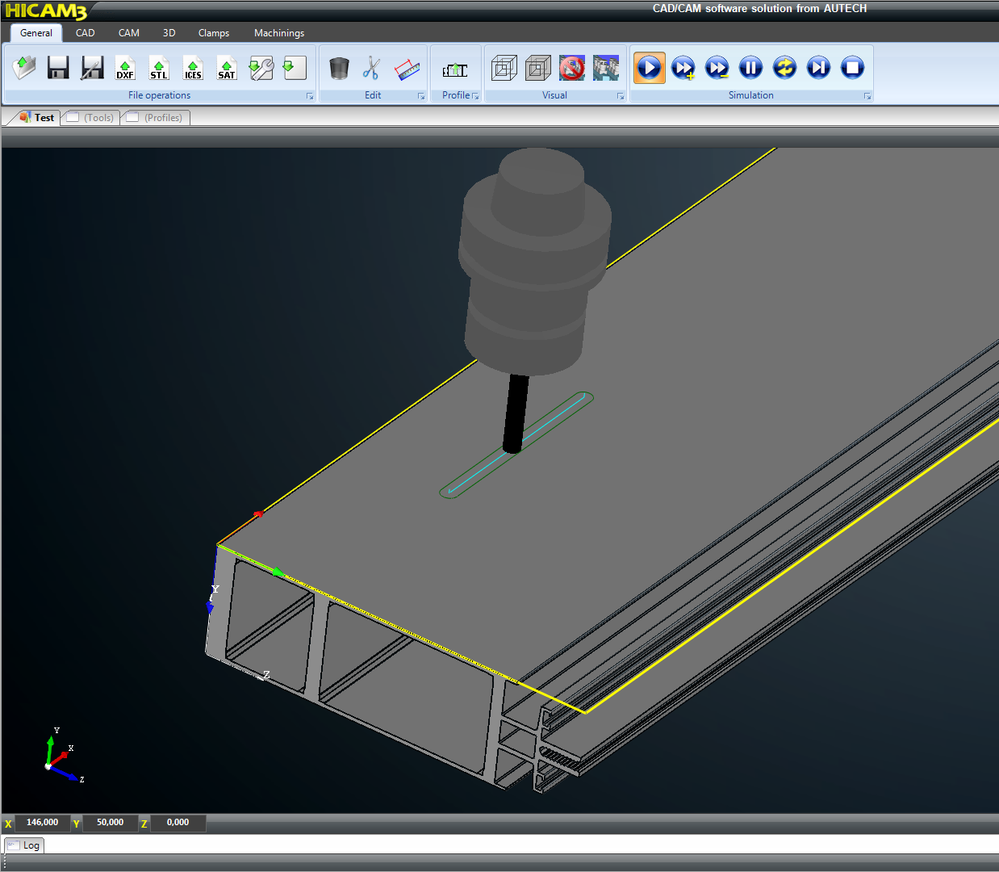 HICAM3
CAD/CAM software solution from AUTECH
General CAD CAM 3D Clamps Machinings
DXF STL IGES SAT
File operations Edit Profile Visual Simulation
Test (Tools) (Profiles)
Y
Z
Y
X
Z
X 146,000 Y 50,000 Z 0,000
Log